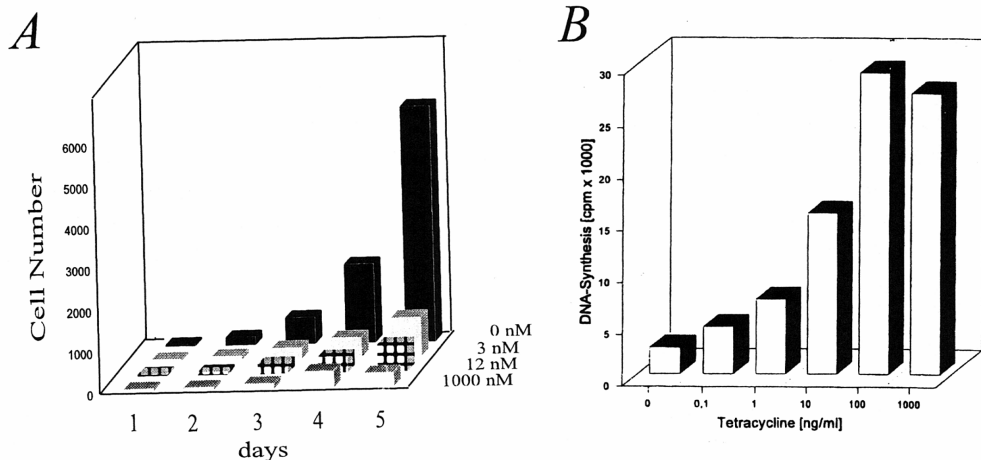 A
Cell Number
6000
5000
4000
3000
2000
1000
0
1 2 3 4 5
days
0 nM
3 nM
12 nM
1000 nM
B
DNA-Synthesis [cpm x 1000]
30
25
20
15
10
5
0
0 0,1 1 10 100 1000
Tetracycline [ng/ml]